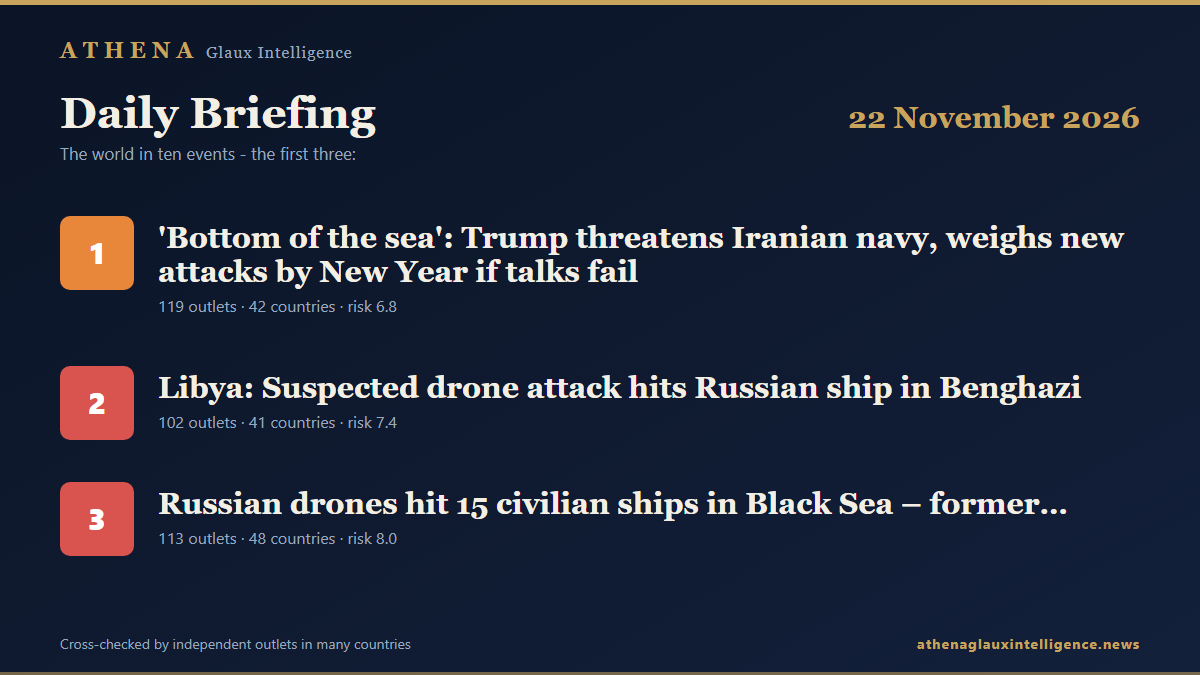 ATHENA Glaux Intelligence
Daily Briefing
22 November 2026
The world in ten events - the first three:
1
'Bottom of the sea': Trump threatens Iranian navy, weighs new
attacks by New Year if talks fail
119 outlets · 42 countries · risk 6.8
2
Libya: Suspected drone attack hits Russian ship in Benghazi
102 outlets · 41 countries · risk 7.4
3
Russian drones hit 15 civilian ships in Black Sea – former...
113 outlets · 48 countries · risk 8.0
Cross-checked by independent outlets in many countries
athenaglauxintelligence.news